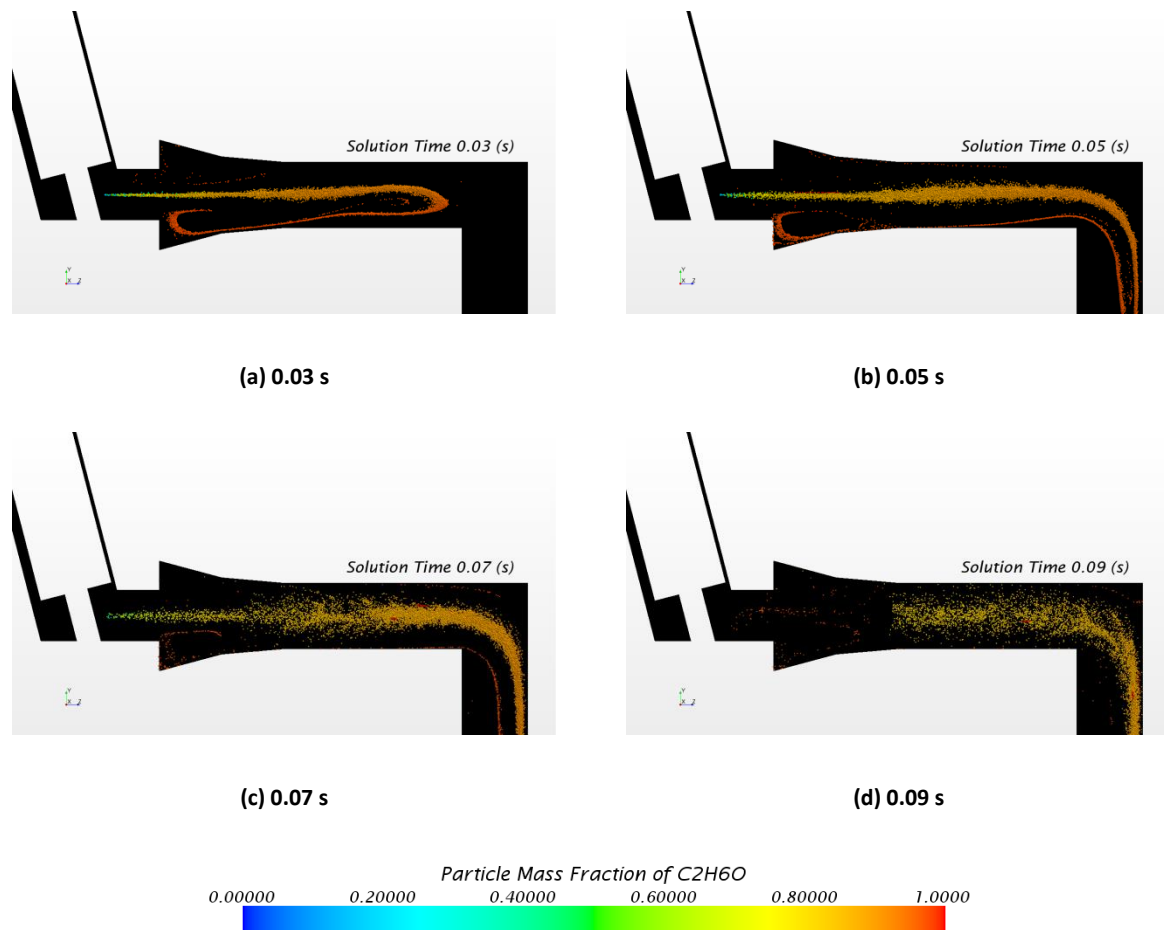 Solution Time 0.03 (s)
Solution Time 0.05 (s)
(a) 0.03 s
(b) 0.05 s
Solution Time 0.07 (s)
Solution Time 0.09 (s)
(c) 0.07 s
(d) 0.09 s
Particle Mass Fraction of C2H6O
0.00000 0.20000 0.40000 0.60000 0.80000 1.0000